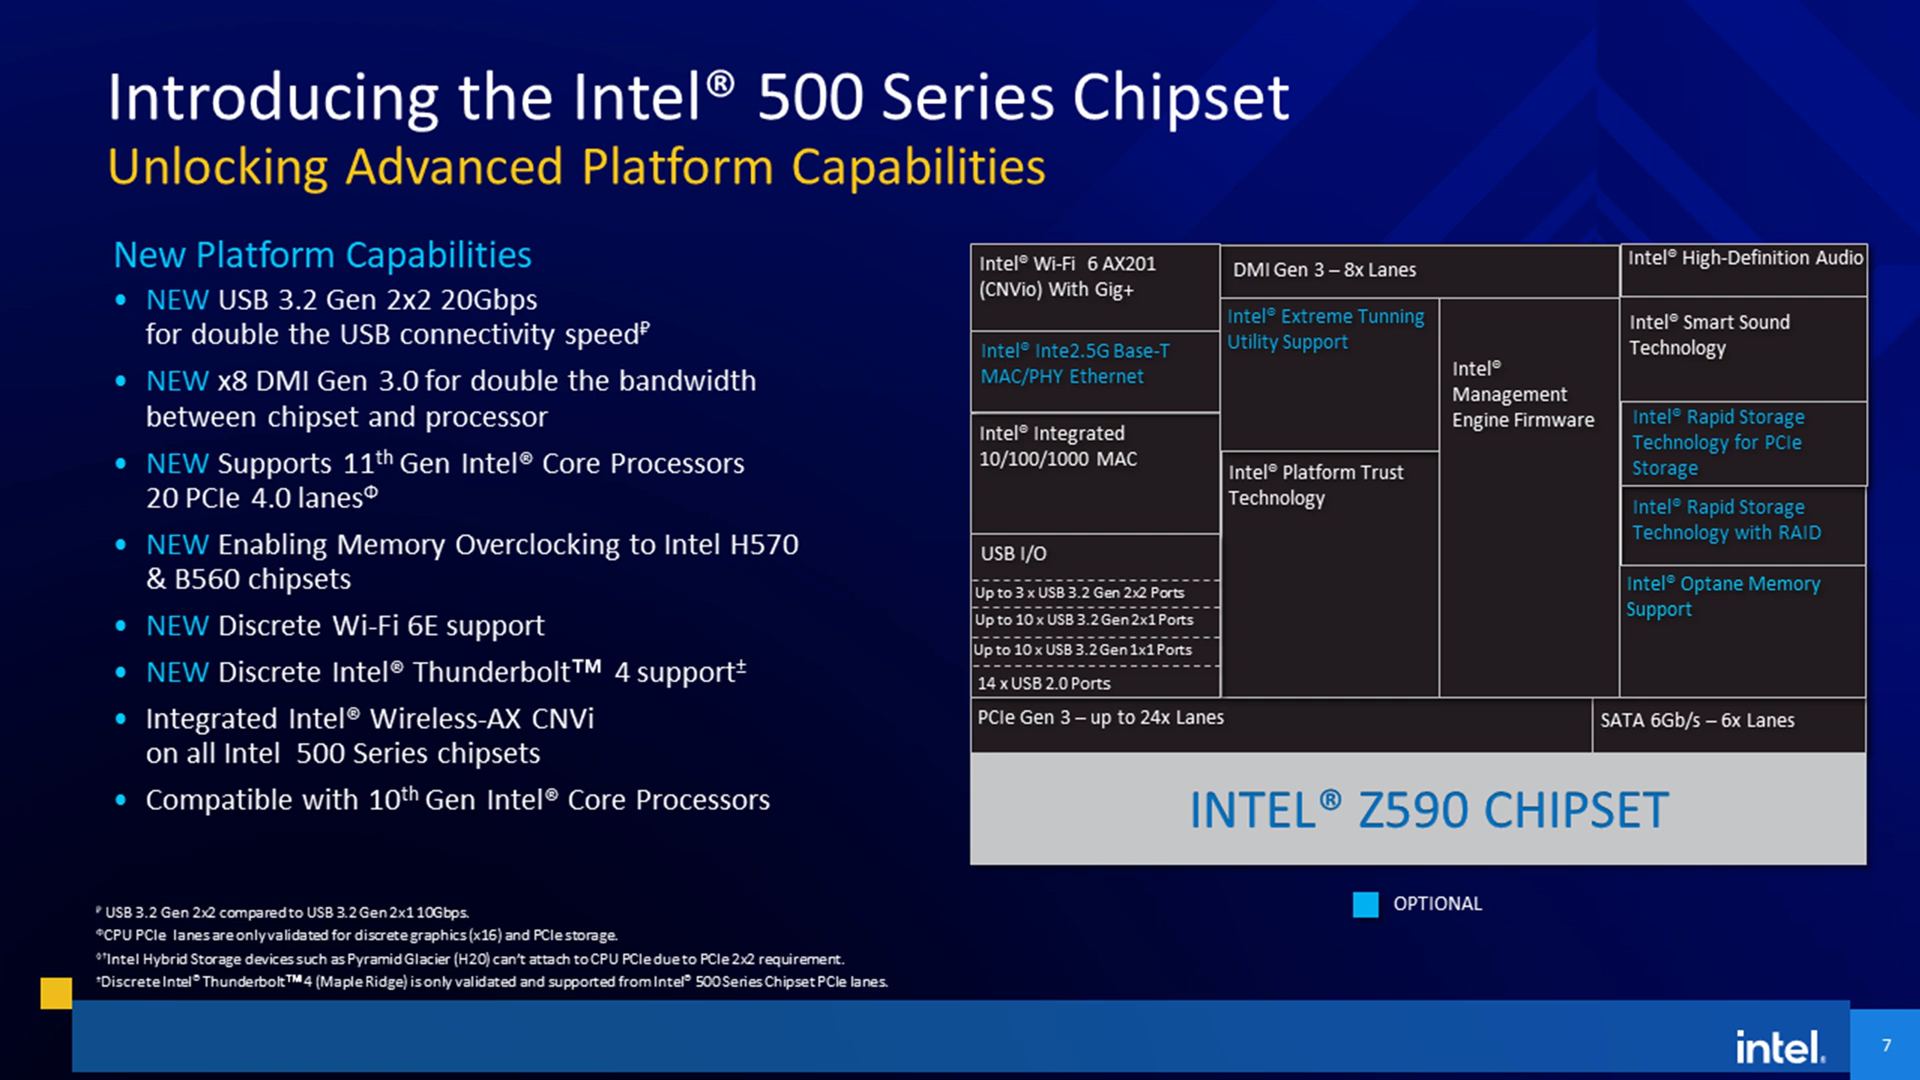 Introducing the Intel® 500 Series Chipset
Unlocking Advanced Platform Capabilities
New Platform Capabilities
• NEW USB 3.2 Gen 2x2 20Gbps
for double the USB connectivity speed₽
• NEW x8 DMI Gen 3.0 for double the bandwidth
between chipset and processor
• NEW Supports 11th Gen Intel® Core Processors
20 PCIe 4.0 lanesΦ
• NEW Enabling Memory Overclocking to Intel H570
& B560 chipsets
• NEW Discrete Wi-Fi 6E support
• NEW Discrete Intel® Thunderbolt™ 4 support±
• Integrated Intel® Wireless-AX CNVi
on all Intel 500 Series chipsets
• Compatible with 10th Gen Intel® Core Processors
Intel® Wi-Fi 6 AX201
(CNVio) With Gig+
Intel® Inte2.5G Base-T
MAC/PHY Ethernet
Intel® Integrated
10/100/1000 MAC
USB I/O
Up to 3 x USB 3.2 Gen 2x2 Ports
Up to 10 x USB 3.2 Gen 2x1 Ports
Up to 10 x USB 3.2 Gen 1x1 Ports
14 x USB 2.0 Ports
DMI Gen 3 – 8x Lanes
Intel® Extreme Tunning
Utility Support
Intel® Platform Trust
Technology
Intel®
Management
Engine Firmware
Intel® High-Definition Audio
Intel® Smart Sound
Technology
Intel® Rapid Storage
Technology for PCIe
Storage
Intel® Rapid Storage
Technology with RAID
Intel® Optane Memory
Support
PCIe Gen 3 – up to 24x Lanes
SATA 6Gb/s – 6x Lanes
INTEL® Z590 CHIPSET
OPTIONAL
₽ USB 3.2 Gen 2x2 compared to USB 3.2 Gen 2x1 10Gbps.
ΦCPU PCIe lanes are only validated for discrete graphics (x16) and PCIe storage.
◊†Intel Hybrid Storage devices such as Pyramid Glacier (H20) can't attach to CPU PCIe due to PCIe 2x2 requirement.
±Discrete Intel® Thunderbolt™ 4 (Maple Ridge) is only validated and supported from Intel® 500 Series Chipset PCIe lanes.
intel.
7